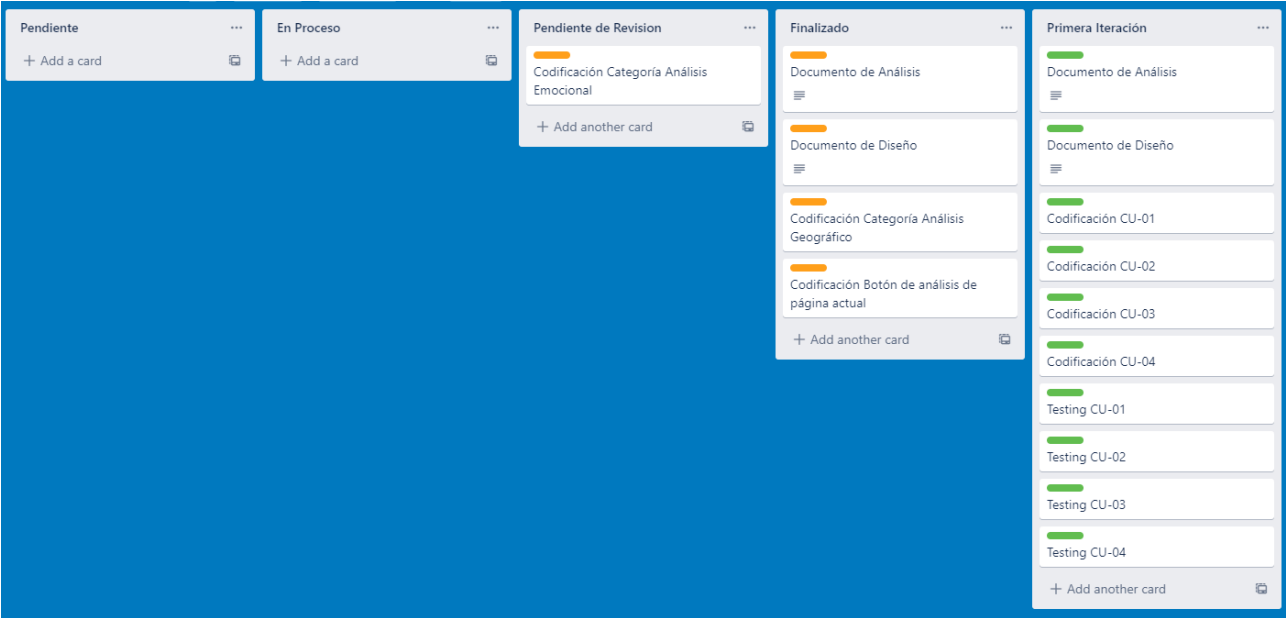 Pendiente
Add a card
En Proceso
Add a card
Pendiente de Revision
Codificación Categoría Análisis
Emocional
Add another card
Finalizado
Documento de Análisis
Documento de Diseño
Codificación Categoría Análisis
Geográfico
Codificación Botón de análisis de
página actual
Add another card
Primera Iteración
Documento de Análisis
Documento de Diseño
Codificación CU-01
Codificación CU-02
Codificación CU-03
Codificación CU-04
Testing CU-01
Testing CU-02
Testing CU-03
Testing CU-04
Add another card